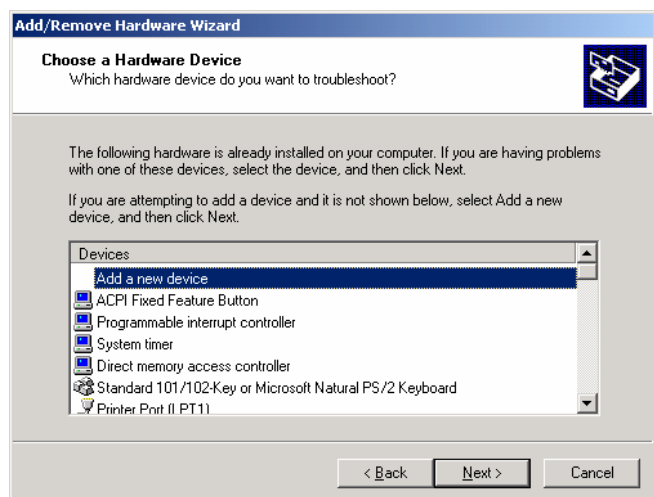 Add/Remove Hardware Wizard
Choose a Hardware Device
Which hardware device do you want to troubleshoot?
The following hardware is already installed on your computer. If you are having problems
with one of these devices, select the device, and then click Next.
If you are attempting to add a device and it is not shown below, select Add a new
device, and then click Next.
Devices
Add a new device
ACPI Fixed Feature Button
Programmable interrupt controller
System timer
Direct memory access controller
Standard 101/102-Key or Microsoft Natural PS/2 Keyboard
Printer Port (LPT1)
< Back
Next >
Cancel